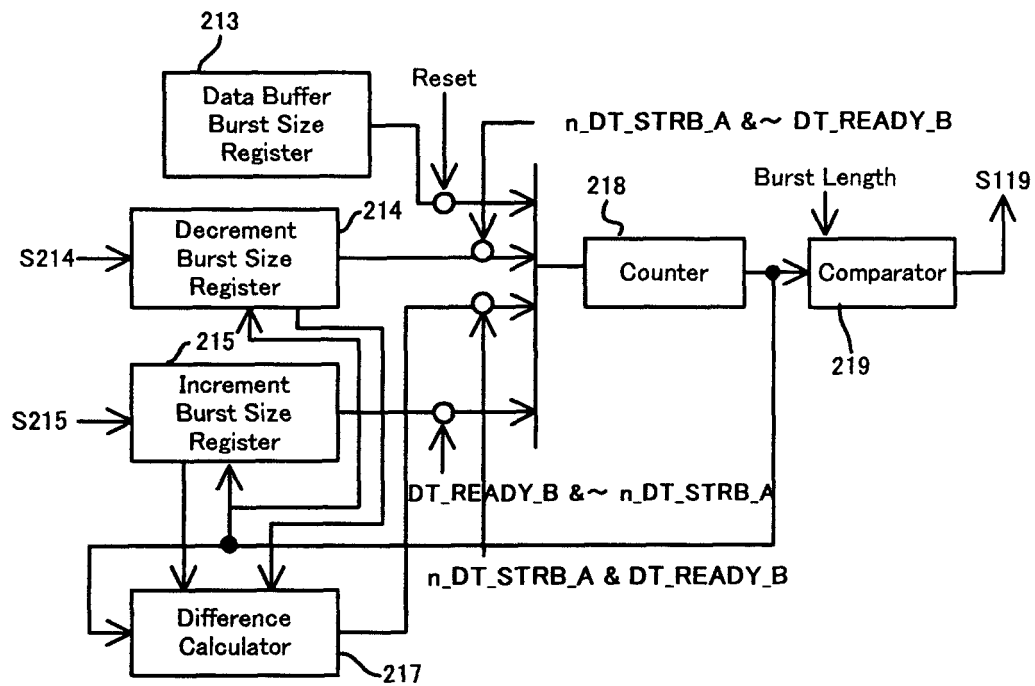 213
Reset
Data Buffer
Burst Size
Register
n_DT_STRB_A &~ DT_READY_B
Burst Length
S119
214
218
S214
Decrement
Burst Size
Register
Counter
Comparator
215
219
S215
Increment
Burst Size
Register
DT_READY_B &~ n_DT_STRB_A
n_DT_STRB_A & DT_READY_B
Difference
Calculator
217